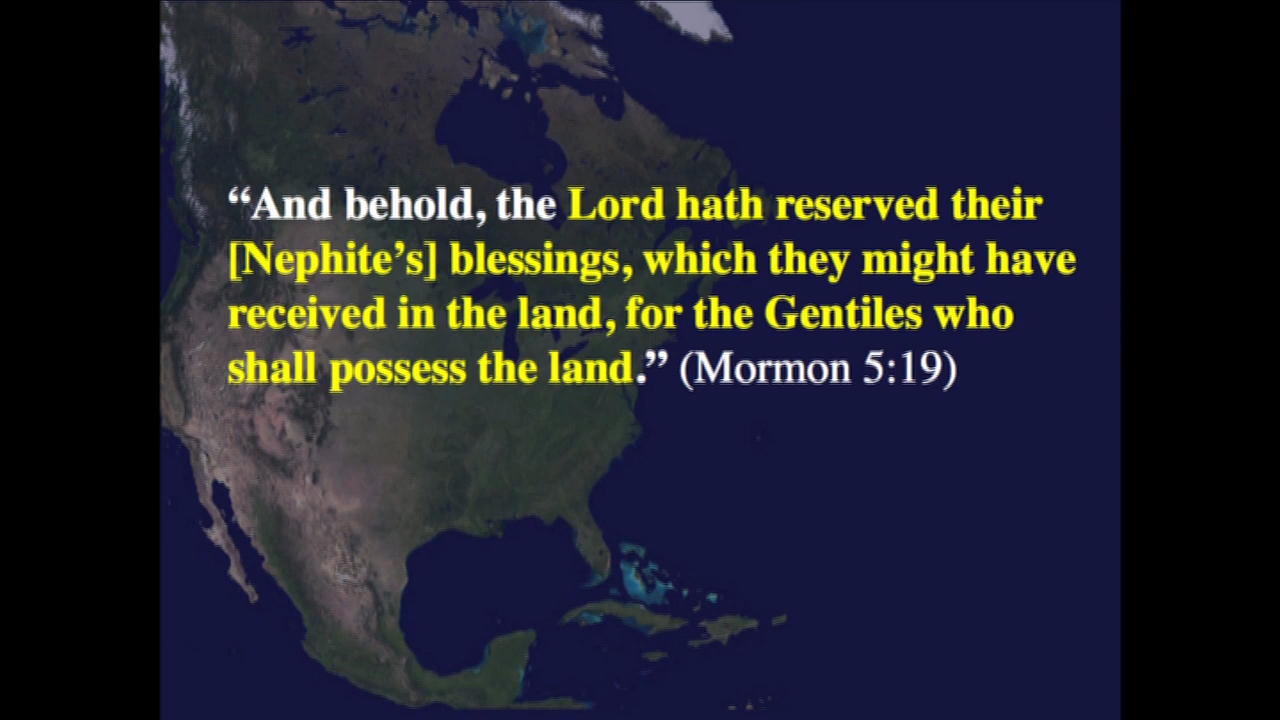 “And behold, the Lord hath reserved their
[Nephite’s] blessings, which they might have
received in the land, for the Gentiles who
shall possess the land.” (Mormon 5:19)